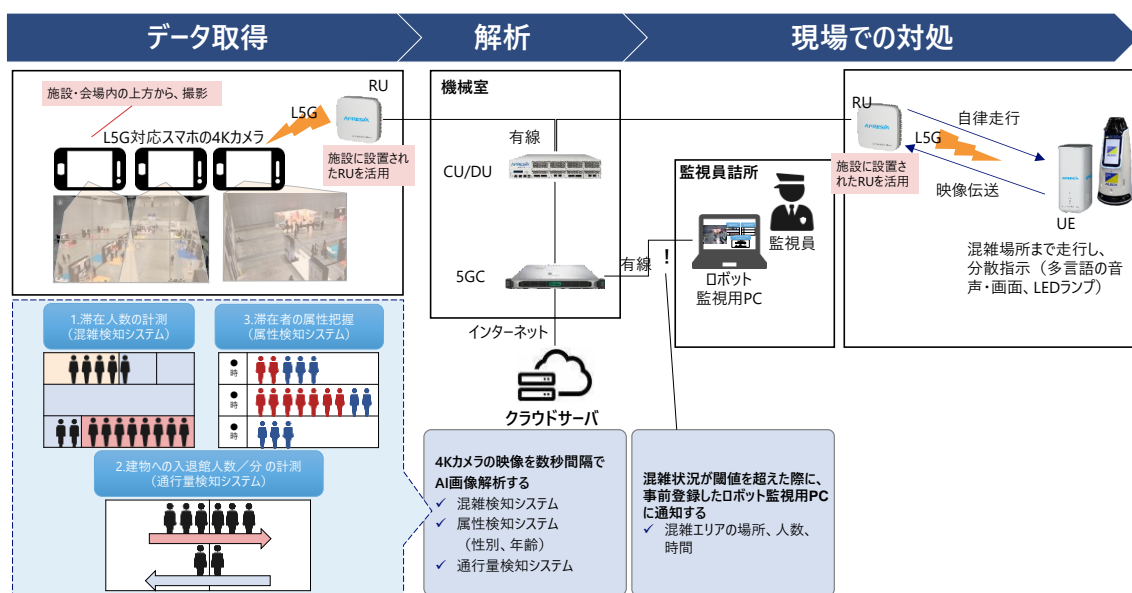 データ取得
解析
現場での対処
施設・会場内の上方から、撮影
L5G対応スマホの4Kカメラ
L5G
RU
APRESIA
施設に設置され
たRUを活用
機械室
有線
CU/DU
5GC
有線
インターネット
クラウドサーバ
監視員詰所
監視員
!
ロボット
監視用PC
RU
APRESIA
施設に設置さ
れたRUを活用
L5G
自律走行
映像伝送
APRESIA
UE
混雑場所まで走行し、
分散指示（多言語の音
声・画面、LEDランプ）
1.滞在人数の計測
（混雑検知システム）
3.滞在者の属性把握
（属性検知システム）
●
時
●
時
●
時
2.建物への入退館人数／分 の計測
（通行量検知システム）
4Kカメラの映像を数秒間隔で
AI画像解析する
✓ 混雑検知システム
✓ 属性検知システム
（性別、年齢）
✓ 通行量検知システム
混雑状況が閾値を超えた際に、
事前登録したロボット監視用PC
に通知する
✓ 混雑エリアの場所、人数、
時間